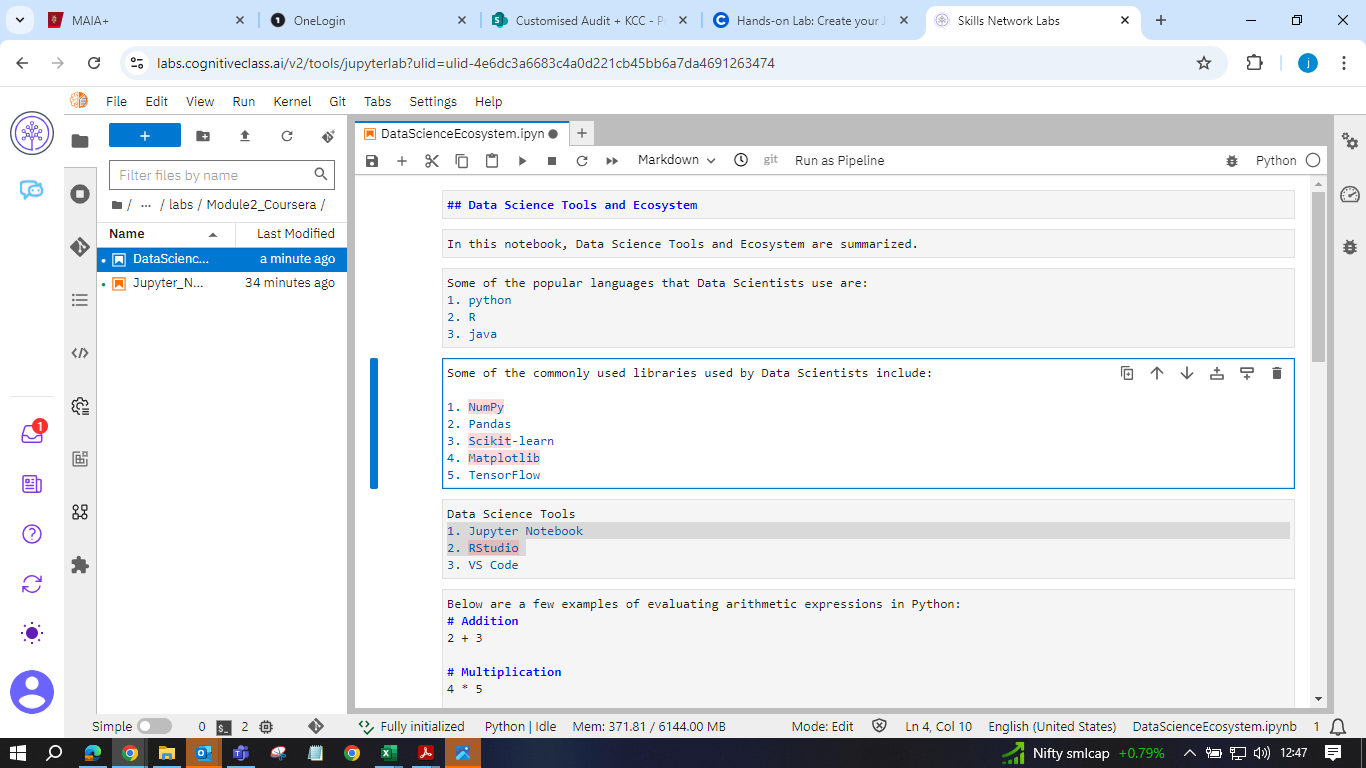 MAIA+
OneLogin
Customised Audit + KCC - P
Hands-on Lab: Create your J
Skills Network Labs
labs.cognitiveclass.ai/v2/tools/jupyterlab?ulid=ulid-4e6dc3a6683c4a0d221cb45bb6a7da4691263474
j
File Edit View Run Kernel Git Tabs Settings Help
DataScienceEcosystem.ipyn
Markdown
git
Run as Pipeline
Python
Filter files by name
/ ... / labs / Module2_Coursera /
Name Last Modified
DataScienc... a minute ago
Jupyter_N... 34 minutes ago
1
## Data Science Tools and Ecosystem
In this notebook, Data Science Tools and Ecosystem are summarized.
Some of the popular languages that Data Scientists use are:
1. python
2. R
3. java
Some of the commonly used libraries used by Data Scientists include:
1. NumPy
2. Pandas
3. Scikit-learn
4. Matplotlib
5. TensorFlow
Data Science Tools
1. Jupyter Notebook
2. RStudio
3. VS Code
Below are a few examples of evaluating arithmetic expressions in Python:
# Addition
2 + 3
# Multiplication
4 * 5
Simple 0 2 Fully initialized Python | Idle Mem: 371.81 / 6144.00 MB Mode: Edit Ln 4, Col 10 English (United States) DataScienceEcosystem.ipynb 1
Nifty smlcap +0.79% 12:47